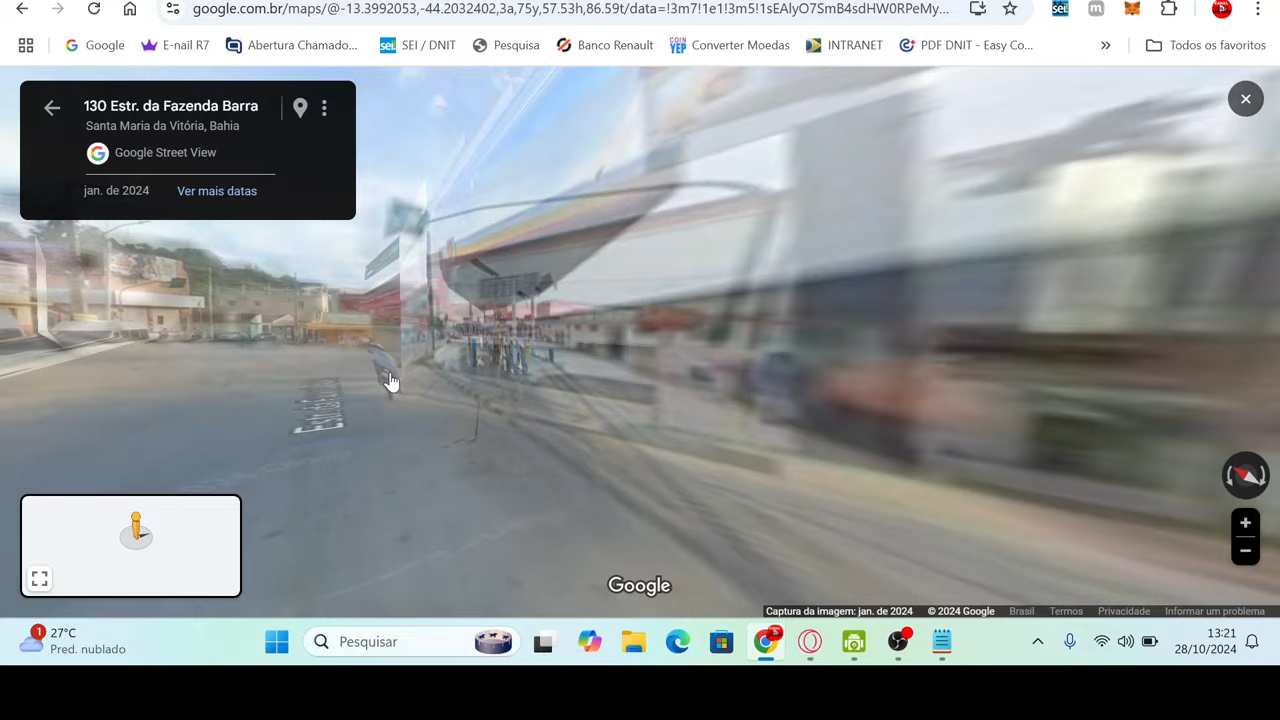 google.com.br/maps/@-13.3992053,-44.2032402,3a,75y,57.53h,86.59t/data=!3m7!1e1!3m5!1sEAlyO7SmB4sdHW0RPeMy...
Google
E-nail R7
Abertura Chamado...
SEI / DNIT
Pesquisa
Banco Renault
Converter Moedas
INTRANET
PDF DNIT - Easy Co...
»
Todos os favoritos
130 Estr. da Fazenda Barra
Santa Maria da Vitória, Bahia
Google Street View
jan. de 2024
Ver mais datas
Google
Captura da imagem: jan. de 2024
© 2024 Google
Brasil
Termos
Privacidade
Informar um problema
1
27°C
Pred. nublado
Pesquisar
13:21
28/10/2024